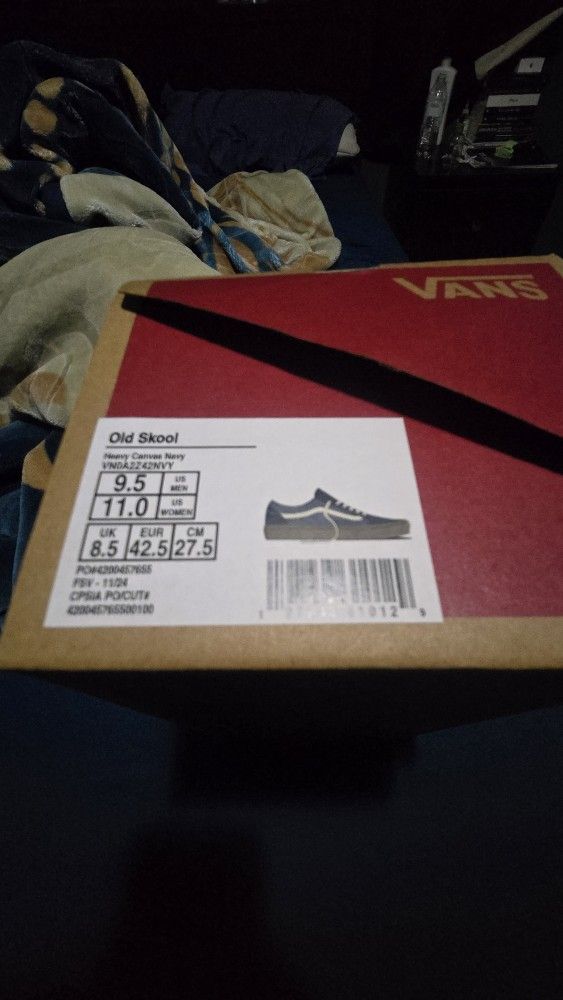 VANS
Old Skool
Heavy Canvas Navy
VN0A2Z42NVY
9.5 US MEN
11.0 US WOMEN
UK EUR CM
8.5 42.5 27.5
PO#4200457655
FSV - 11/24
CPSIA PO/CUT#
420045765500100